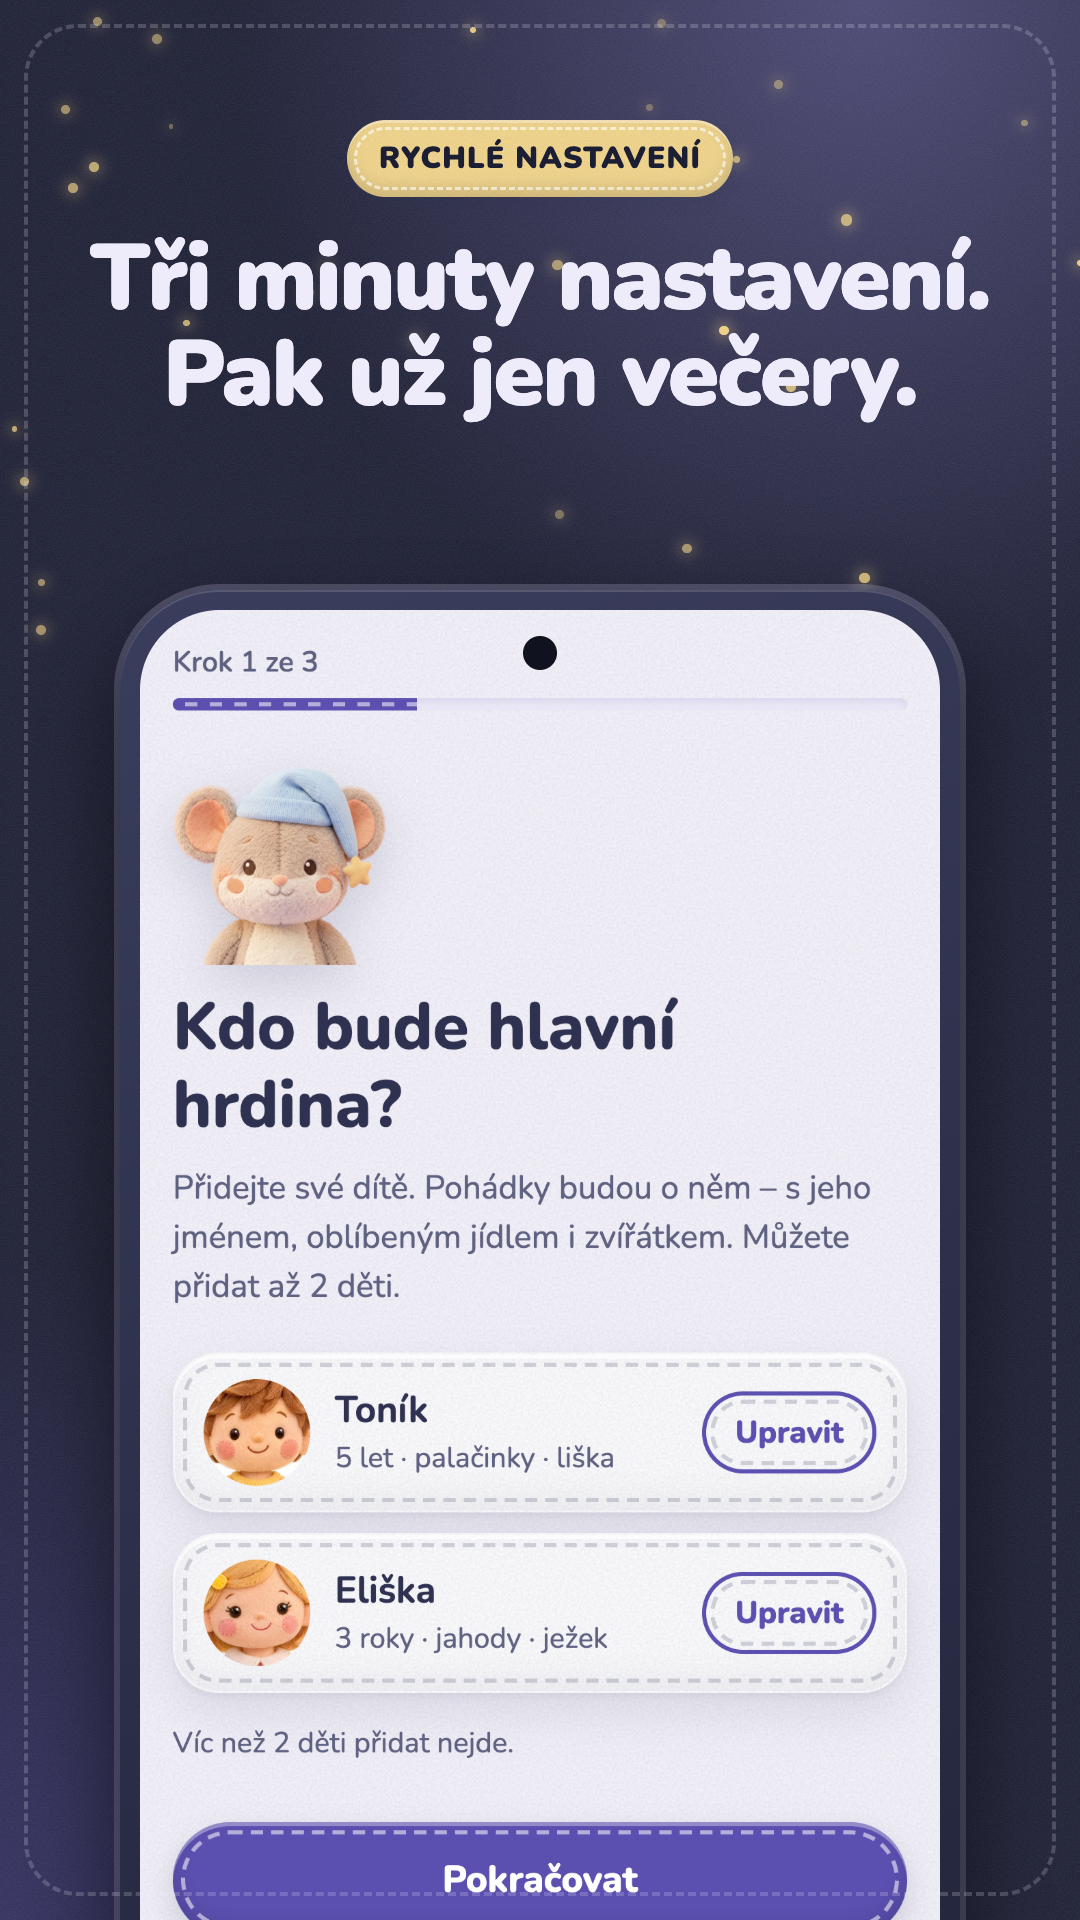 RYCHLÉ NASTAVENÍ
Tři minuty nastavení.
Pak už jen večery.
Krok 1 ze 3
Kdo bude hlavní
hrdina?
Přidejte své dítě. Pohádky budou o něm – s jeho
jménem, oblíbeným jídlem i zvířátkem. Můžete
přidat až 2 děti.
Toník
5 let · palačinky · liška
Upravit
Eliška
3 roky · jahody · ježek
Upravit
Víc než 2 děti přidat nejde.
Pokračovat